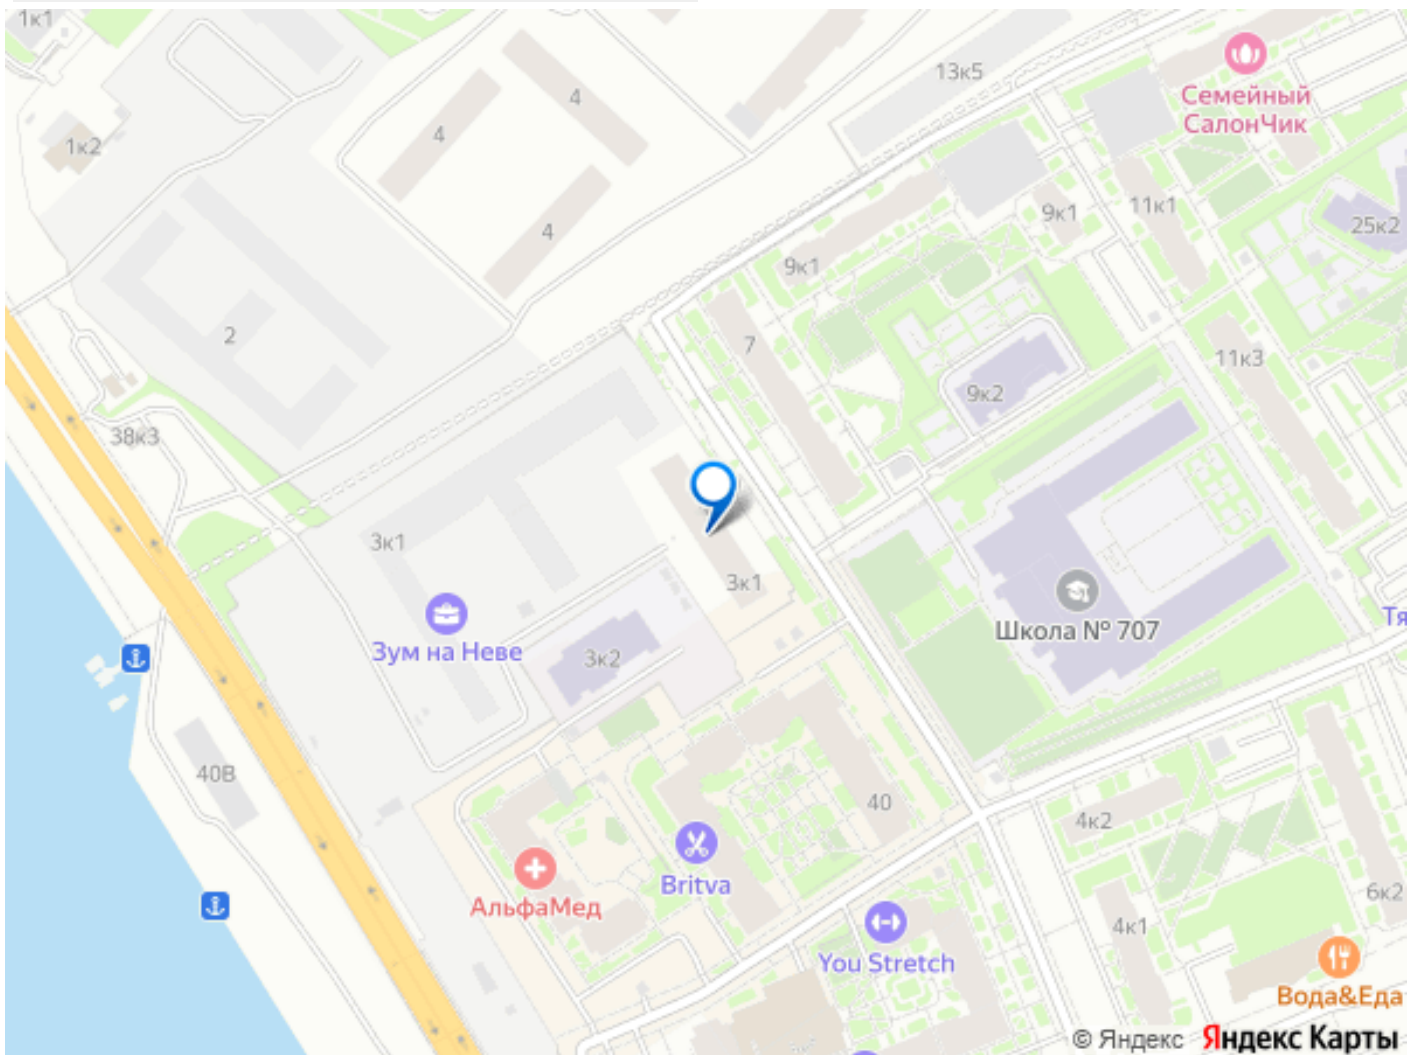 1к1
13к5
Семейный
СалонЧик
4
4
1к2
4
9к1
11к1
25к2
9к1
2
7
11к3
9к2
38к3
3к1
3к1
Школа № 707
Тя
Зум на Неве
3к2
40В
40
4к2
Britva
АльфаМед
6к2
4к1
You Stretch
Вода&Еда
© Яндекс Яндекс Карты